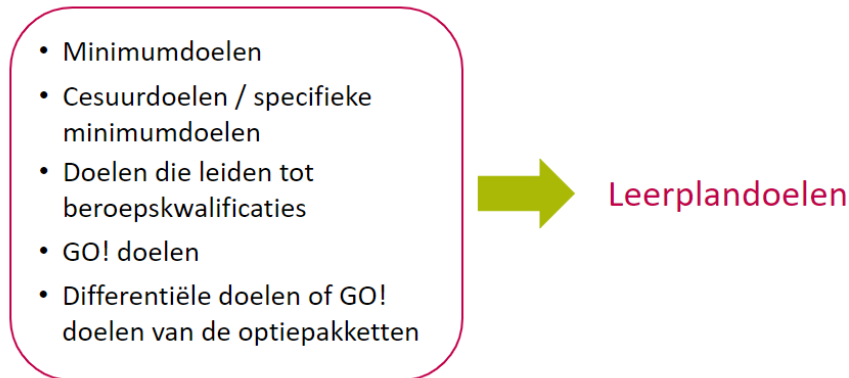 • Minimumdoelen
• Cesuurdoelen / specifieke
minimumdoelen
• Doelen die leiden tot
beroepskwalificaties
• GO! doelen
• Differentiële doelen of GO!
doelen van de optiepakketten
Leerplandoelen